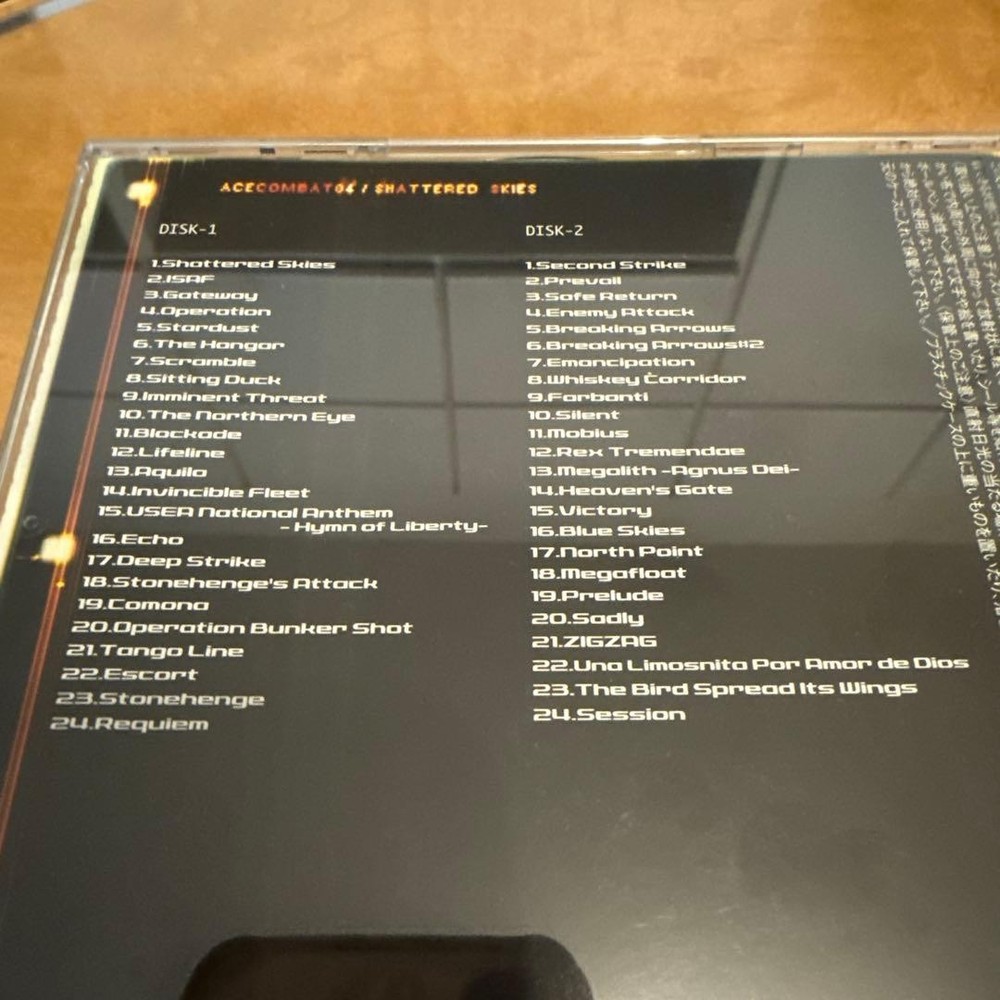 ACECOMBAT04 / SHATTERED SKIES
DISK-1
1.Shattered Skies
2.ISAF
3.Gateway
4.Operation
5.Stardust
6.The Hangar
7.Scramble
8.Sitting Duck
9.Imminent Threat
10.The Northern Eye
11.Blockade
12.Lifeline
13.Aquila
14.Invincible Fleet
15.USEA National Anthem
-Hymn of Liberty-
16.Echo
17.Deep Strike
18.Stonehenge's Attack
19.Comona
20.Operation Bunker Shot
21.Tango Line
22.Escort
23.Stonehenge
24.Requiem
DISK-2
1.Second Strike
2.Prevail
3.Safe Return
4.Enemy Attack
5.Breaking Arrows
6.Breaking Arrows#2
7.Emancipation
8.Whiskey Corridor
9.Farbanti
10.Silent
11.Mobius
12.Rex Tremendae
13.Megalith -Agnus Dei-
14.Heaven's Gate
15.Victory
16.Blue Skies
17.North Point
18.Megafloat
19.Prelude
20.Sadly
21.ZIGZAG
22.Una Limosnita Por Amor de Dios
23.The Bird Spread Its Wings
24.Session